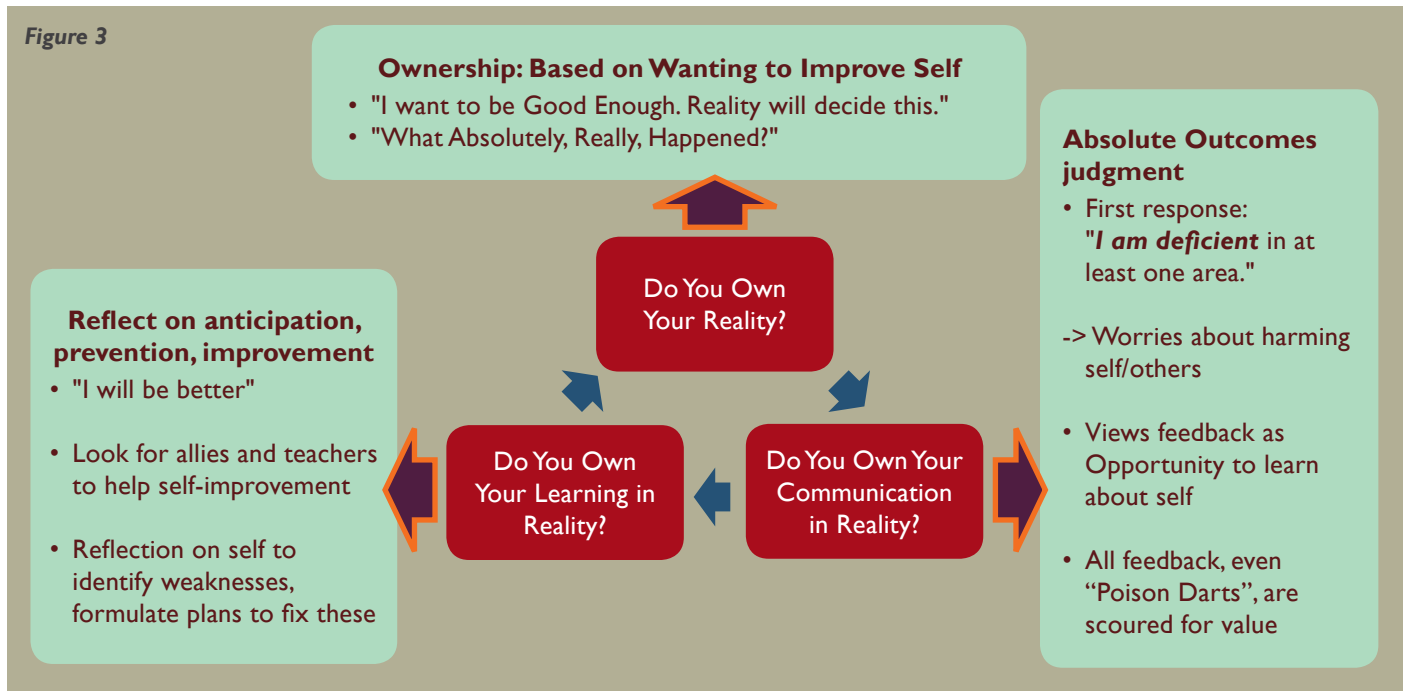 Figure 3
Ownership: Based on Wanting to Improve Self
• "I want to be Good Enough. Reality will decide this."
• "What Absolutely, Really, Happened?"
Do You Own
Your Reality?
Absolute Outcomes
judgment
• First response:
"I am deficient in at
least one area."
-> Worries about harming
self/others
• Views feedback as
Opportunity to learn
about self
• All feedback, even
“Poison Darts”, are
scoured for value
Do You Own Your
Communication
in Reality?
Do You Own
Your Learning in
Reality?
Reflect on anticipation,
prevention, improvement
• "I will be better"
• Look for allies and teachers
to help self-improvement
• Reflection on self to
identify weaknesses,
formulate plans to fix these